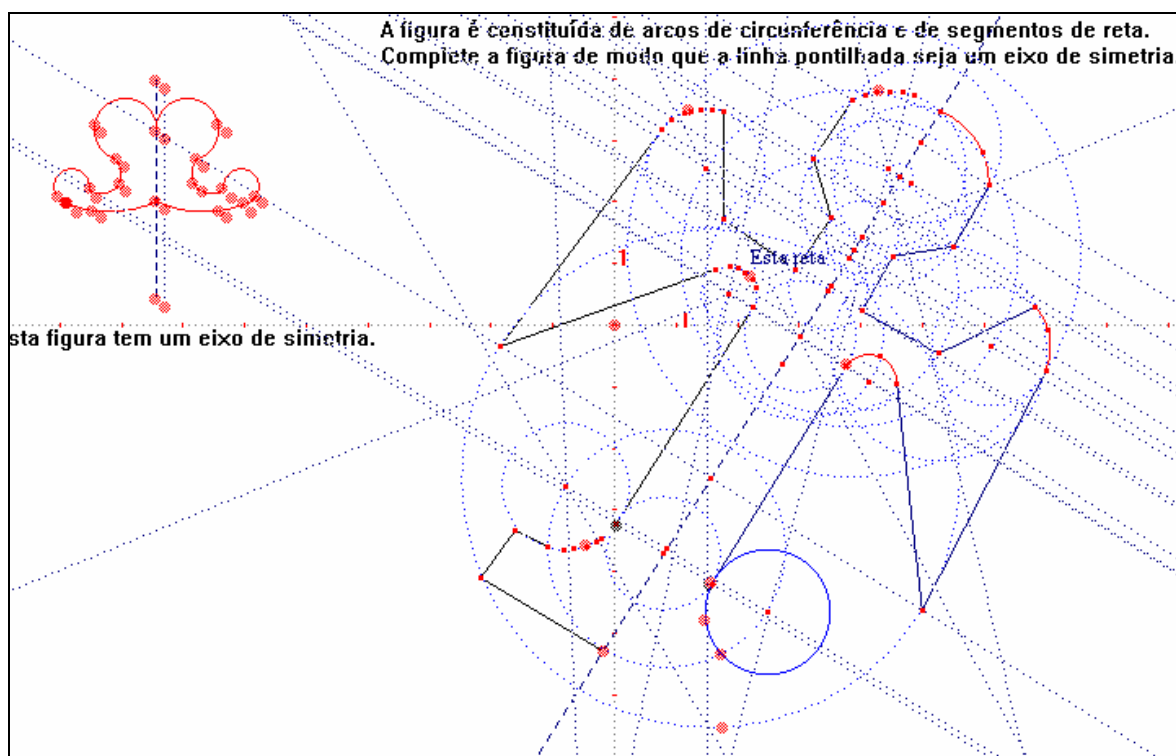 A figura é constituída de arcos de circunferência e de segmentos de reta.
Complete a figura de modo que a linha pontilhada seja um eixo de simetria
Esta reta
1
1
sta figura tem um eixo de simetria.